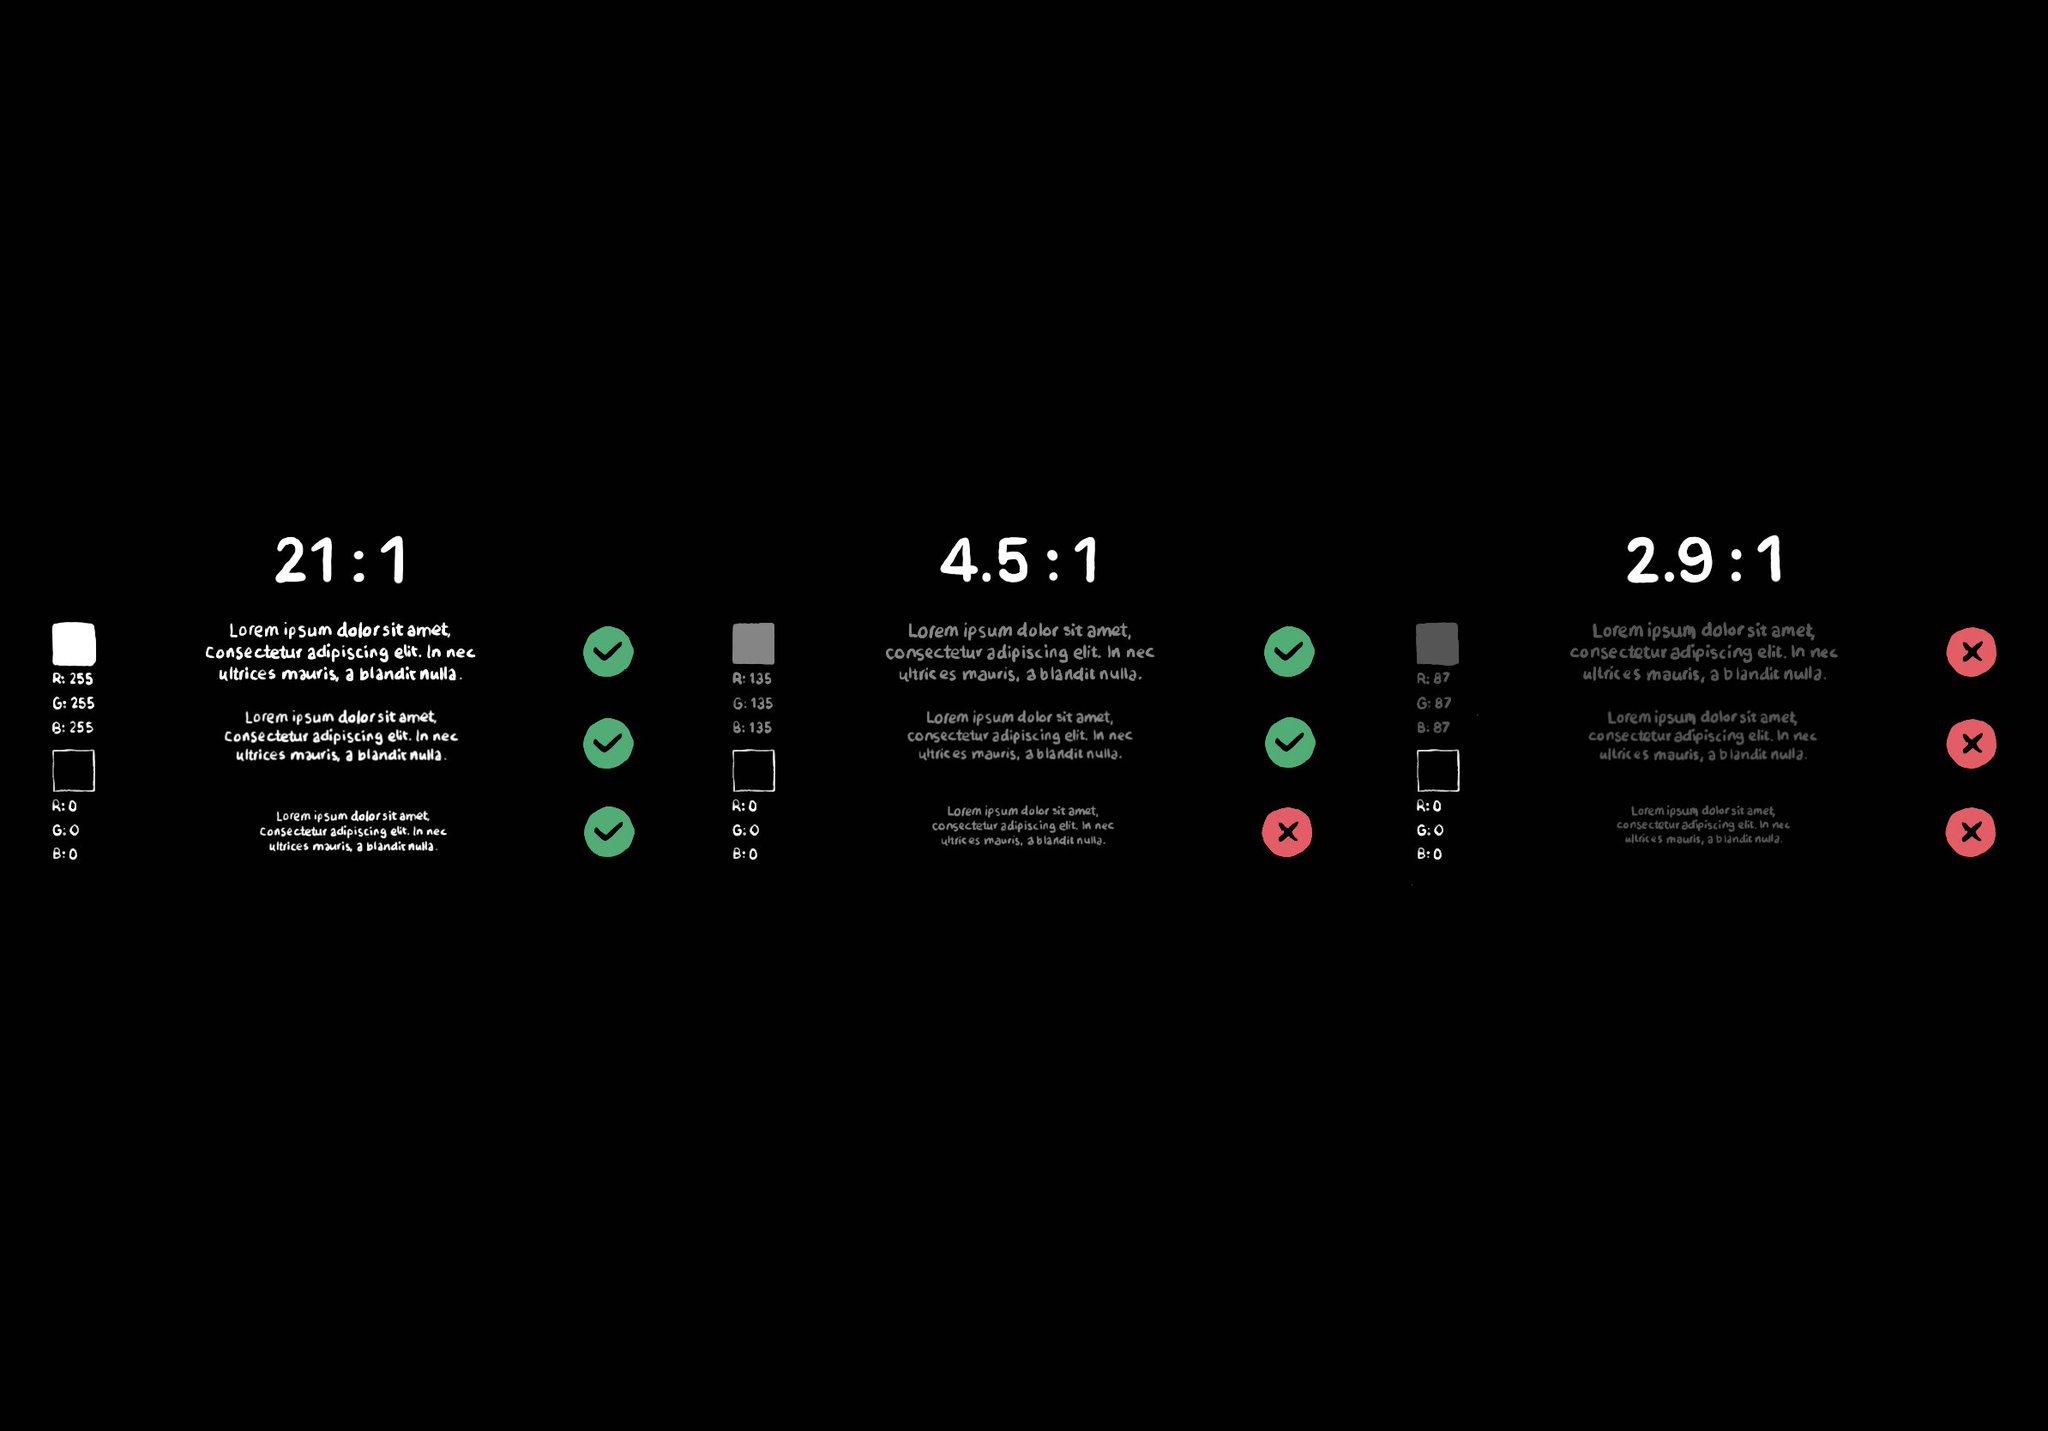 21:1
R: 255
G: 255
B: 255
R: 0
G: 0
B: 0
Lorem ipsum dolor sit amet,
consectetur adipiscing elit. In nec
ultrices mauris, a blandit nulla.
Lorem ipsum dolor sit amet,
consectetur adipiscing elit. In nec
ultrices mauris, a blandit nulla.
Lorem ipsum dolor sit amet,
consectetur adipiscing elit. In nec
ultrices mauris, a blandit nulla.
4.5:1
R: 135
G: 135
B: 135
R: 0
G: 0
B: 0
Lorem ipsum dolor sit amet,
consectetur adipiscing elit. In nec
ultrices mauris, a blandit nulla.
Lorem ipsum dolor sit amet,
consectetur adipiscing elit. In nec
ultrices mauris, a blandit nulla.
Lorem ipsum dolor sit amet,
consectetur adipiscing elit. In nec
ultrices mauris, a blandit nulla.
2.9:1
R: 87
G: 87
B: 87
R: 0
G: 0
B: 0
Lorem ipsum dolor sit amet,
consectetur adipiscing elit. In nec
ultrices mauris, a blandit nulla.
Lorem ipsum dolor sit amet,
consectetur adipiscing elit. In nec
ultrices mauris, a blandit nulla.
Lorem ipsum dolor sit amet,
consectetur adipiscing elit. In nec
ultrices mauris, a blandit nulla.